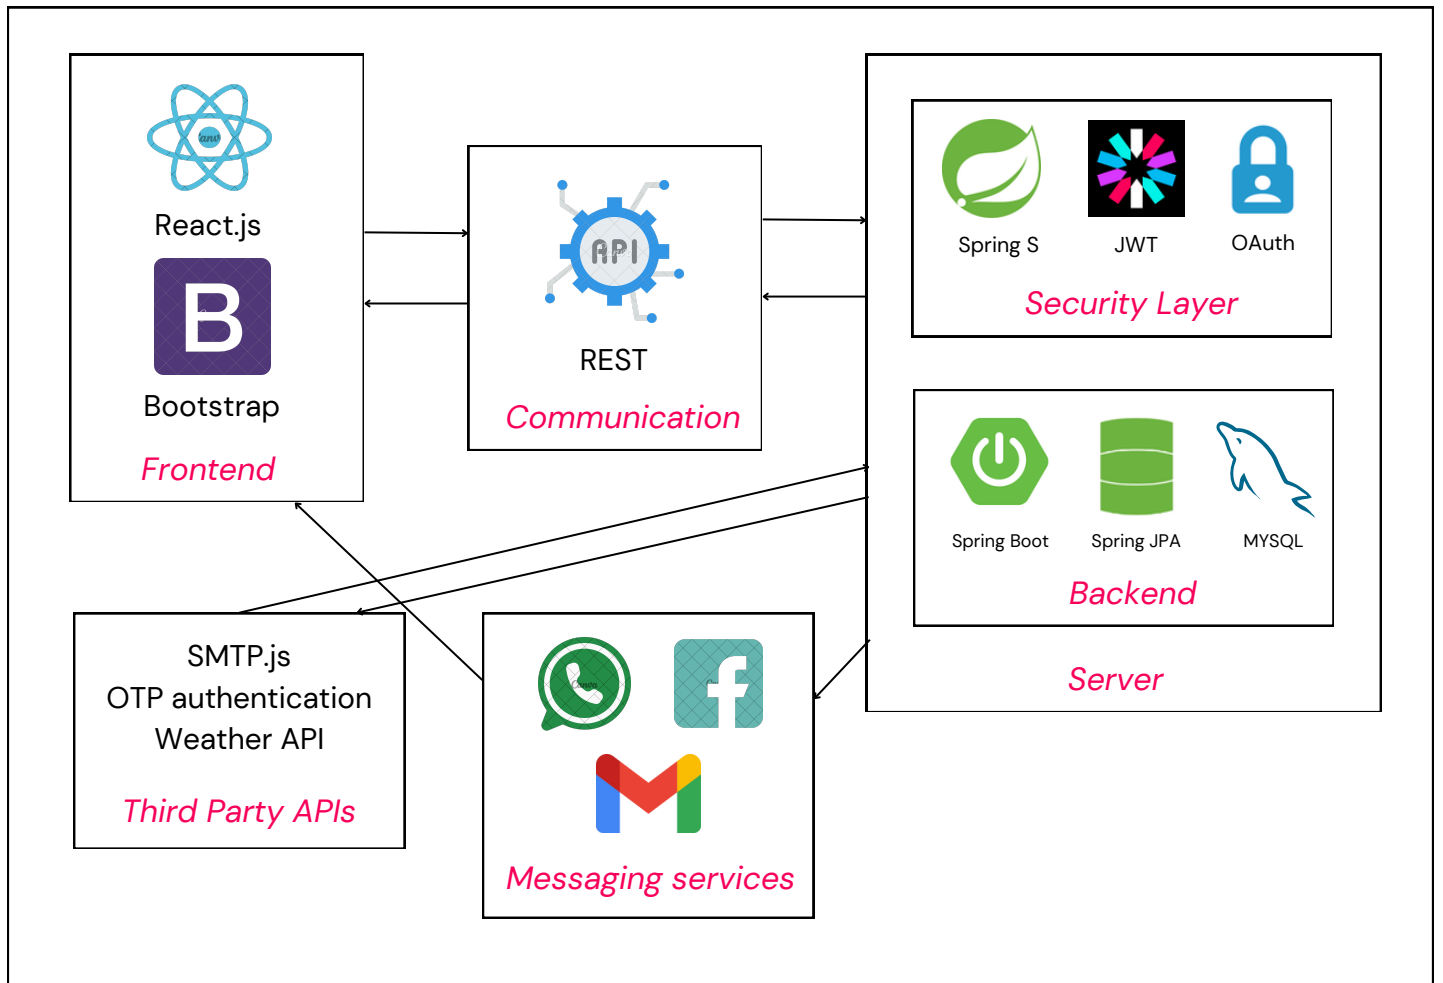 React.js
B
Bootstrap
Frontend
API
REST
Communication
Spring S
JWT
OAuth
Security Layer
Spring Boot
Spring JPA
MYSQL
Backend
Server
SMTP.js
OTP authentication
Weather API
Third Party APIs
Canva
Messaging services